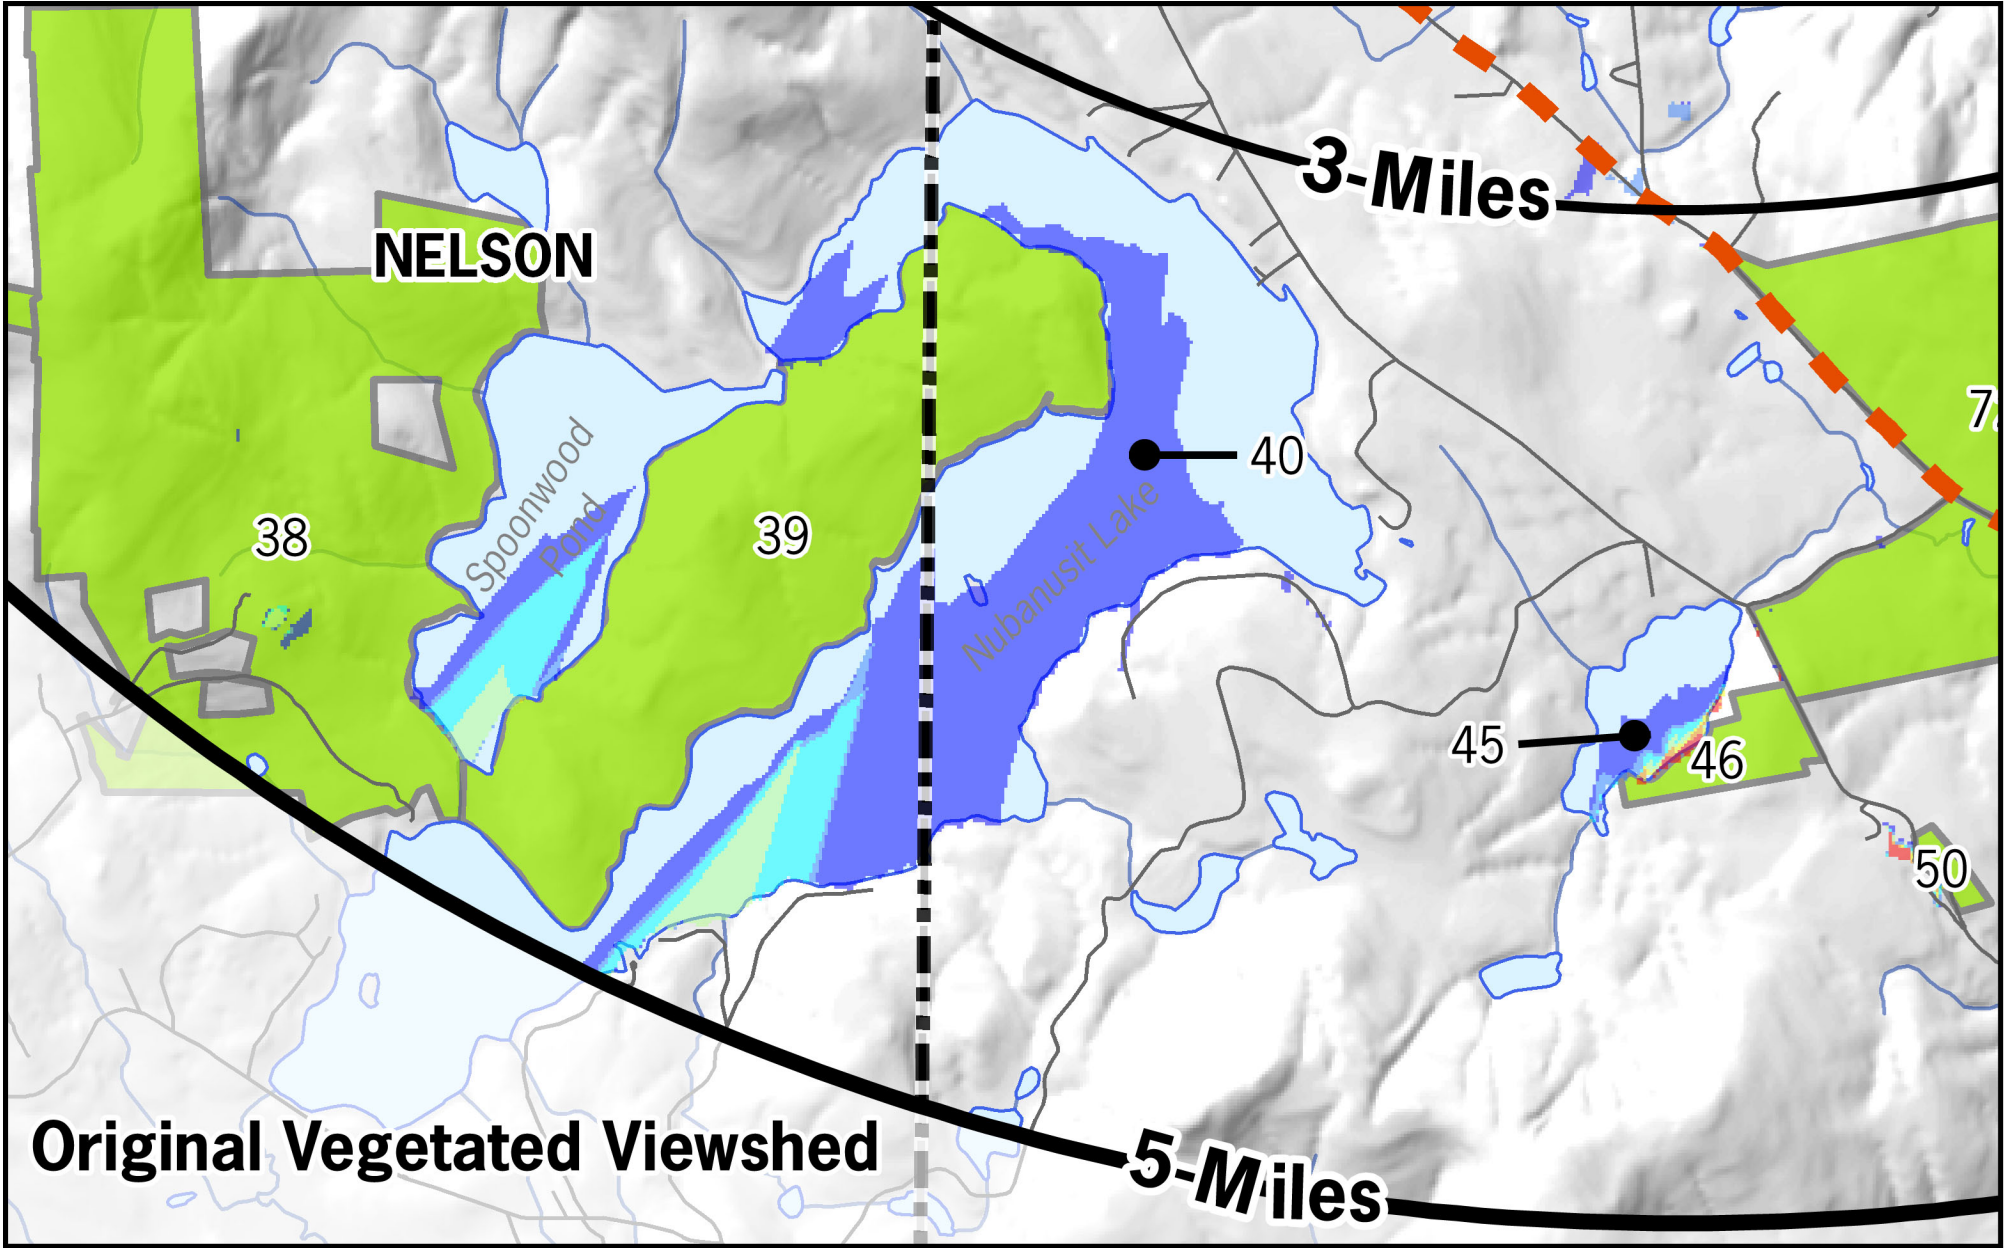 3-Miles
NELSON
7
40
Spoonwood
Pond
38
39
Nubanusit Lake
45
46
50
Original Vegetated Viewshed
5-Miles